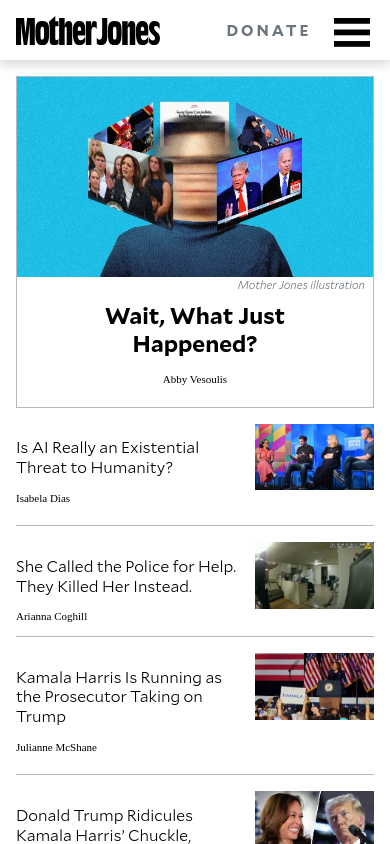 Mother Jones
DONATE
Mother Jones illustration
Wait, What Just
Happened?
Abby Vesoulis
Is AI Really an Existential
Threat to Humanity?
Isabela Dias
She Called the Police for Help.
They Killed Her Instead.
Arianna Coghill
Kamala Harris Is Running as
the Prosecutor Taking on
Trump
Julianne McShane
KAMALA
Donald Trump Ridicules
Kamala Harris’ Chuckle,